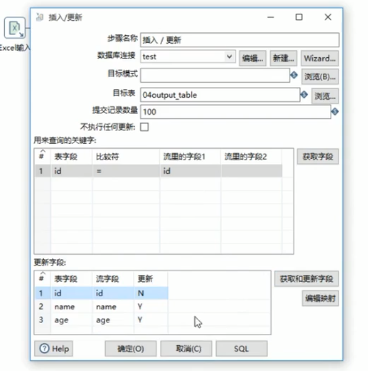 插入/更新
Excel输入
步骤名称 插入 / 更新
数据库连接 test 编辑... 新建... Wizard...
目标模式 浏览(B)...
目标表 04output_table 浏览...
提交记录数量 100
不执行任何更新:
用来查询的关键字:
# 表字段 比较符 流里的字段1 流里的字段2 获取字段
1 id = id
更新字段:
# 表字段 流字段 更新 获取和更新字段
1 id id N 编辑映射
2 name name Y
3 age age Y
Help 确定(O) 取消(C) SQL